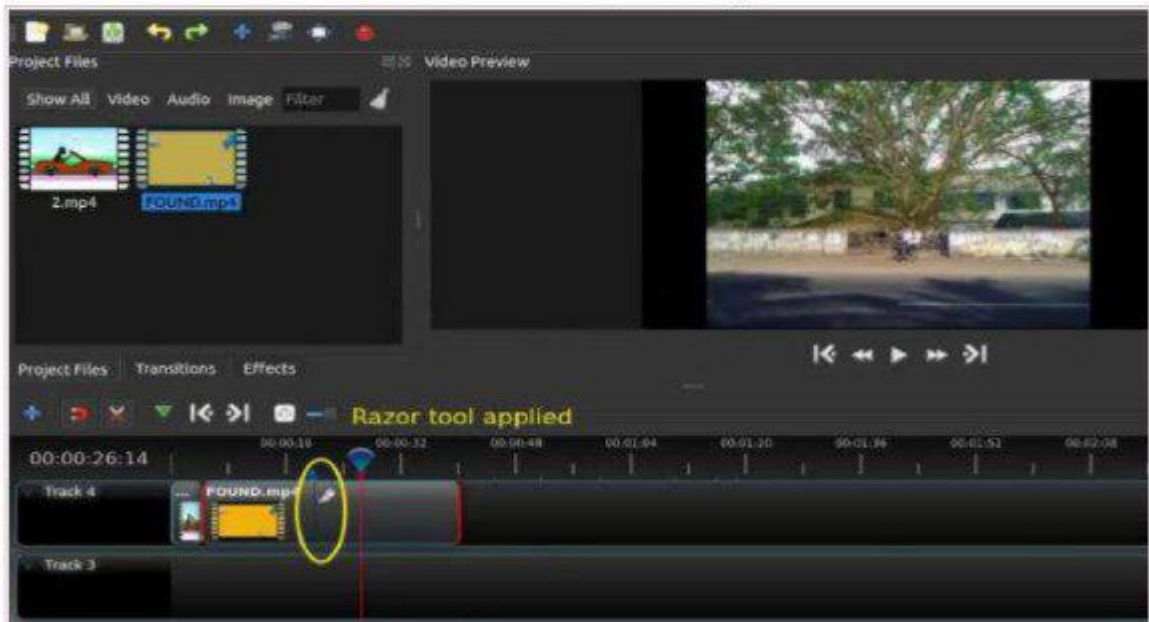 Project Files
Video Preview
Show All Video Audio Image Filter
2.mp4
FOUND.mp4
Project Files Transitions Effects
Razor tool applied
00:00:26:14
00:00:16 00:00:32 00:00:48 00:01:04 00:01:20 00:01:36 00:01:52 00:02:08
Track 4
... FOUND.mp4
Track 3